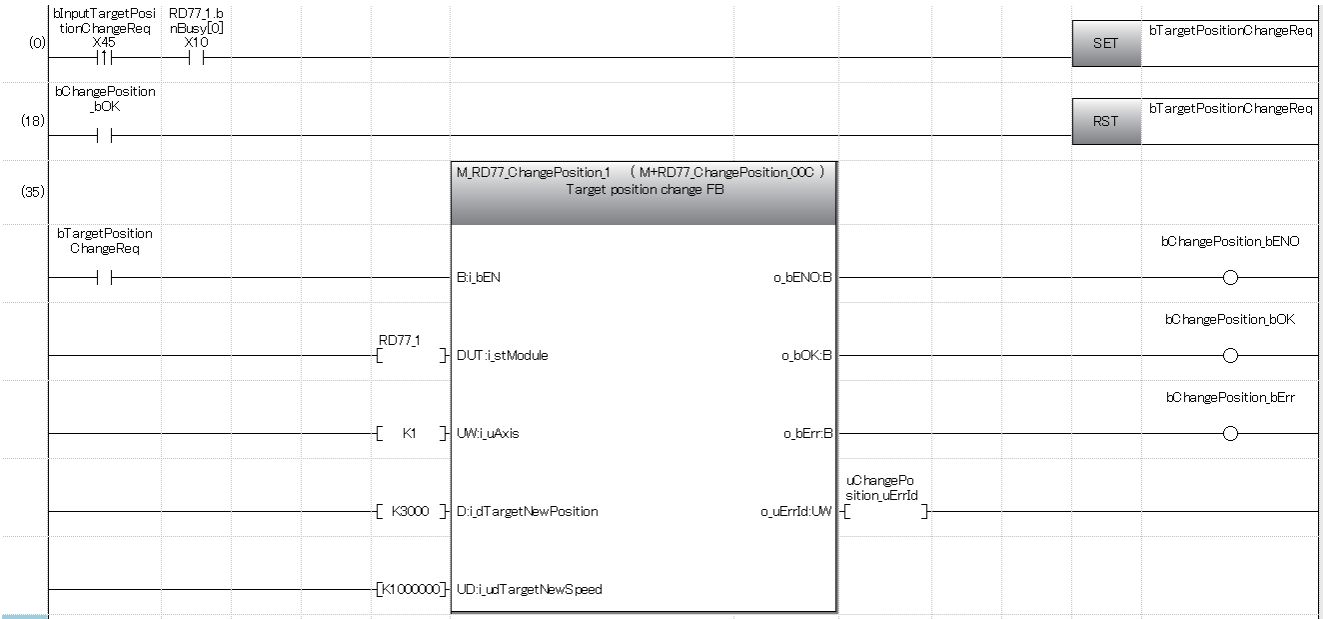 bInputTargetPosi
tionChangeReq
X45
RD77_1.b
nBusy[0]
X10
(0)
SET
bTargetPositionChangeReq
bChangePosition
_bOK
(18)
RST
bTargetPositionChangeReq
(35)
M_RD77_ChangePosition_1 ( M+RD77_ChangePosition_00C )
Target position change FB
bTargetPosition
ChangeReq
B:i_bEN
o_bENO:B
bChangePosition_bENO
RD77_1
DUT:i_stModule
o_bOK:B
bChangePosition_bOK
K1
UW:i_uAxis
o_bErr:B
bChangePosition_bErr
K3000
D:i_dTargetNewPosition
o_uErrId:UW
uChangePo
sition_uErrId
K1000000
UD:i_udTargetNewSpeed